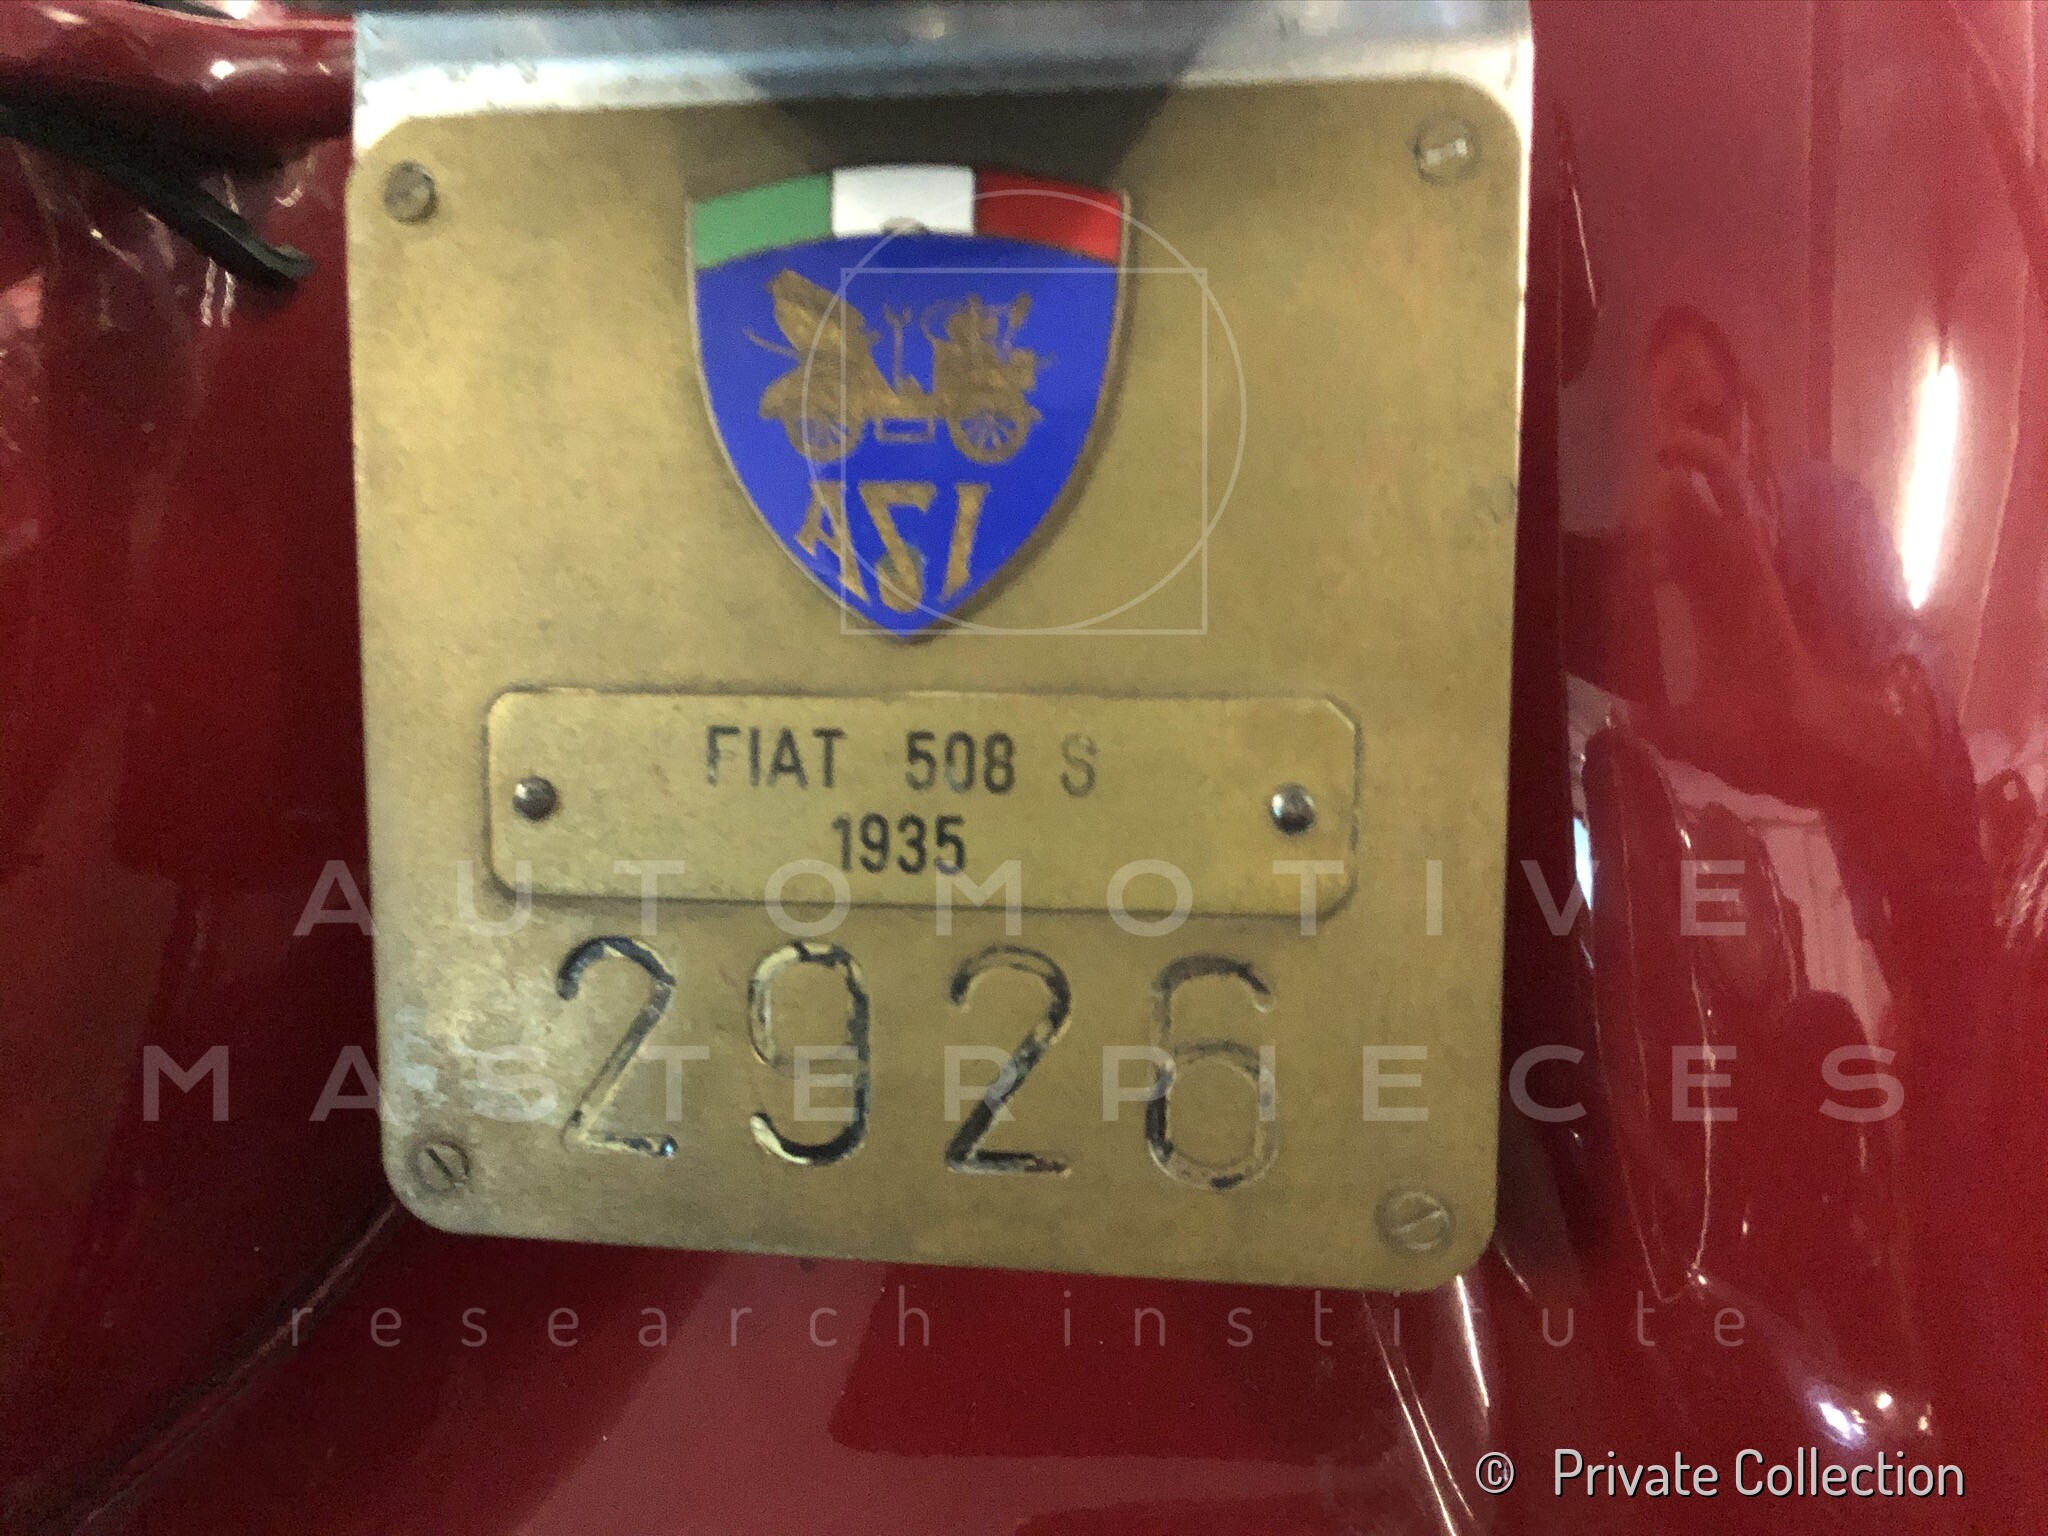 ASI
FIAT 508 S
1935
AUTOMOTIVE
2926
MASTERPIECES
research institute
© Private Collection